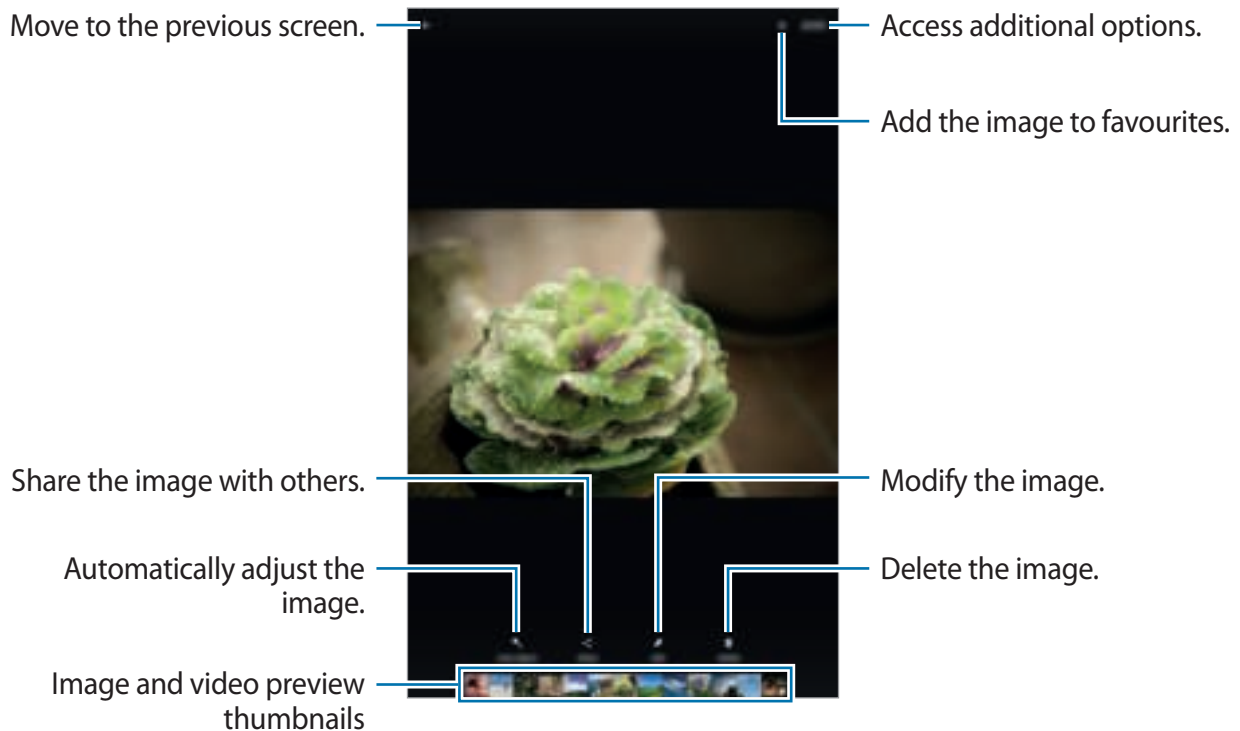 Move to the previous screen.
Access additional options.
Add the image to favourites.
Share the image with others.
Modify the image.
Automatically adjust the
image.
Delete the image.
Image and video preview
thumbnails